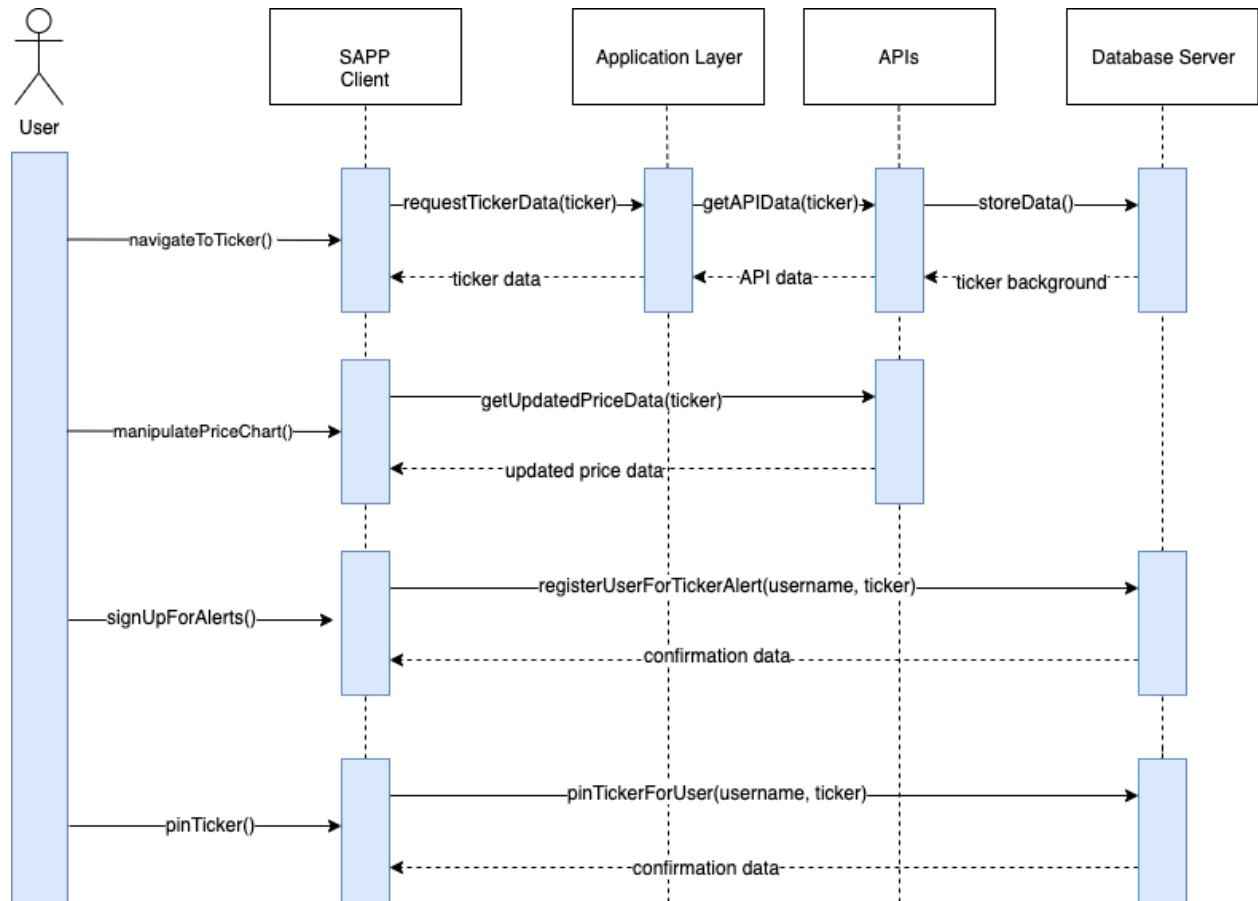 SAPP
Client
Application Layer
APIs
Database Server
User
requestTickerData(ticker)
getAPIData(ticker)
storeData()
navigateToTicker()
ticker data
API data
ticker background
getUpdatedPriceData(ticker)
manipulatePriceChart()
updated price data
registerUserForTickerAlert(username, ticker)
signUpForAlerts()
confirmation data
pinTickerForUser(username, ticker)
pinTicker()
confirmation data